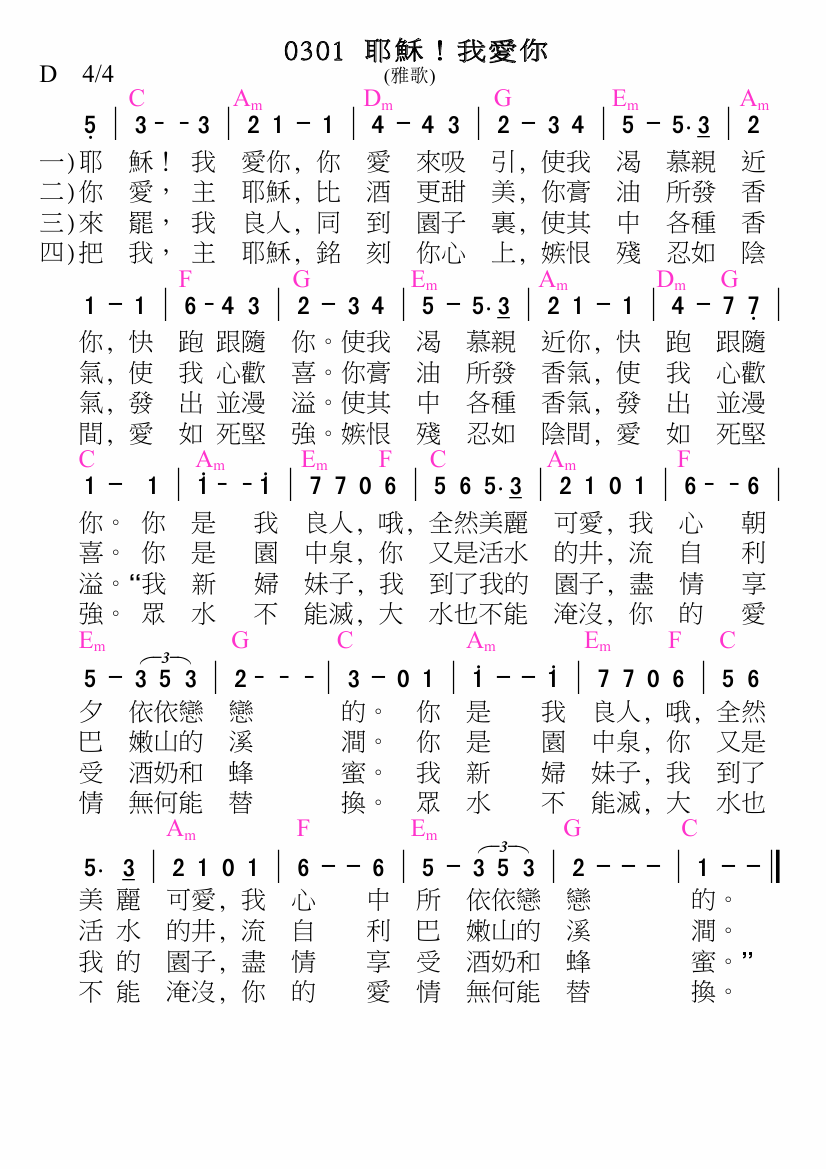 0301 耶穌！我愛你
D 4/4 (雅歌)
C Am Dm G Em Am
5 | 3 - - 3 | 2 1 - 1 | 4 - 4 3 | 2 - 3 4 | 5 - 5. 3 | 2
一)耶 穌！我 愛你, 你 愛 來吸 引, 使我 渴 慕親 近
二)你 愛， 主 耶穌, 比 酒 更甜 美, 你膏 油 所發 香
三)來 罷， 我 良人, 同 到 園子 裏, 使其 中 各種 香
四)把 我， 主 耶穌, 銘 刻 你心 上, 嫉恨 殘 忍如 陰
F G Em Am Dm G
1 - 1 | 6 - 4 3 | 2 - 3 4 | 5 - 5. 3 | 2 1 - 1 | 4 - 7 7 |
你, 快 跑 跟隨 你。使我 渴 慕親 近你, 快 跑 跟隨
氣, 使 我 心歡 喜。你膏 油 所發 香氣, 使 我 心歡
氣, 發 出 並漫 溢。使其 中 各種 香氣, 發 出 並漫
間, 愛 如 死堅 強。嫉恨 殘 忍如 陰間, 愛 如 死堅
C Am Em F C Am F
1 - 1 | i - - i | 7 7 0 6 | 5 6 5. 3 | 2 1 0 1 | 6 - - 6 |
你。 你 是 我 良人, 哦, 全然美麗 可愛, 我 心 朝
喜。 你 是 園 中泉, 你 又是活水 的井, 流 自 利
溢。“我 新 婦 妹子, 我 到了我的 園子, 盡 情 享
強。 眾 水 不 能滅, 大 水也不能 淹沒, 你 的 愛
Em G C Am Em F C
5 - 3 5 3 | 2 - - - | 3 - 0 1 | i - - i | 7 7 0 6 | 5 6
3
夕 依依戀 戀 的。 你 是 我 良人, 哦, 全然
巴 嫩山的 溪 澗。 你 是 園 中泉, 你 又是
受 酒奶和 蜂 蜜。 我 新 婦 妹子, 我 到了
情 無何能 替 換。 眾 水 不 能滅, 大 水也
Am F Em G C
5. 3 | 2 1 0 1 | 6 - - 6 | 5 - 3 5 3 | 2 - - - | 1 - - ||
3
美 麗 可愛, 我 心 中 所 依依戀 戀 的。
活 水 的井, 流 自 利 巴 嫩山的 溪 澗。
我 的 園子, 盡 情 享 受 酒奶和 蜂 蜜。”
不 能 淹沒, 你 的 愛 情 無何能 替 換。